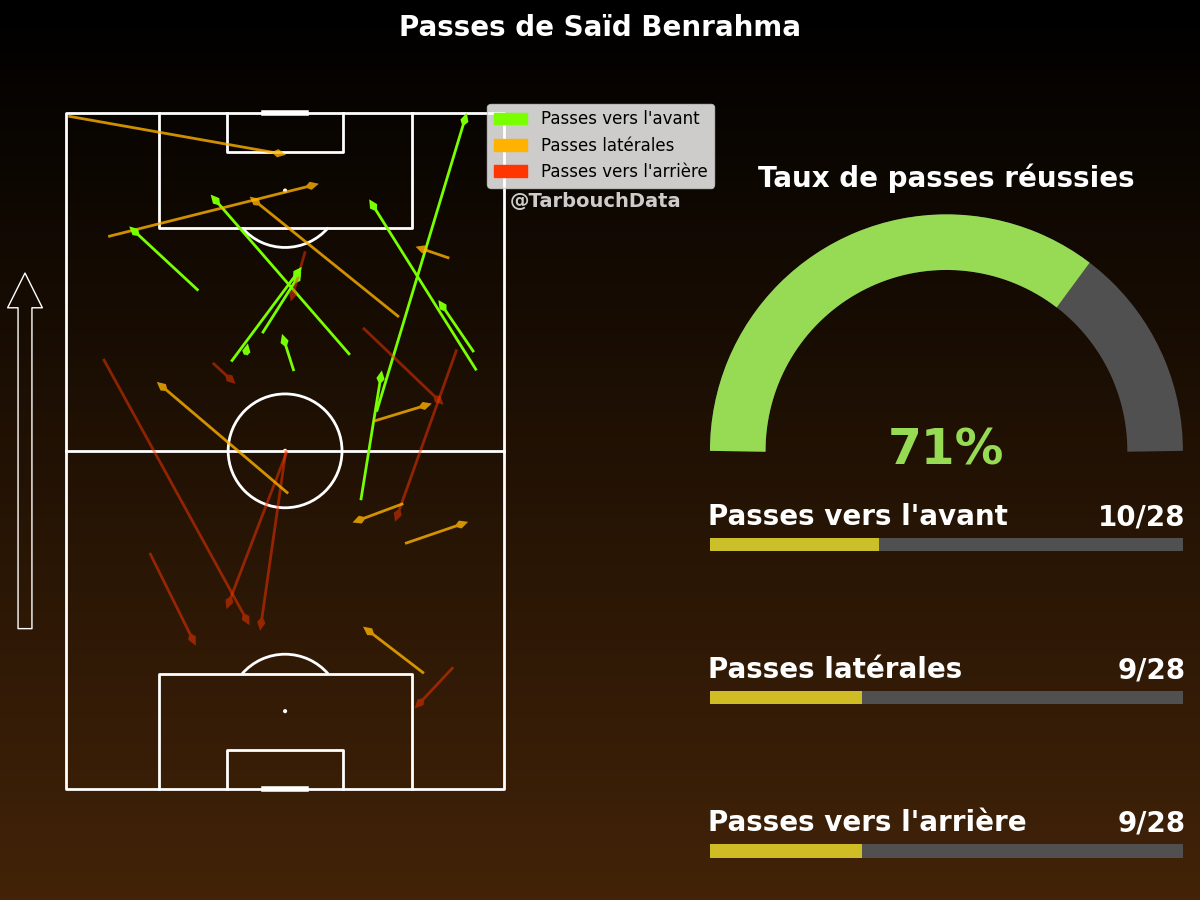 Passes de Saïd Benrahma
Passes vers l'avant
Passes latérales
Passes vers l'arrière
@TarbouchData
Taux de passes réussies
71%
Passes vers l'avant 10/28
Passes latérales 9/28
Passes vers l'arrière 9/28